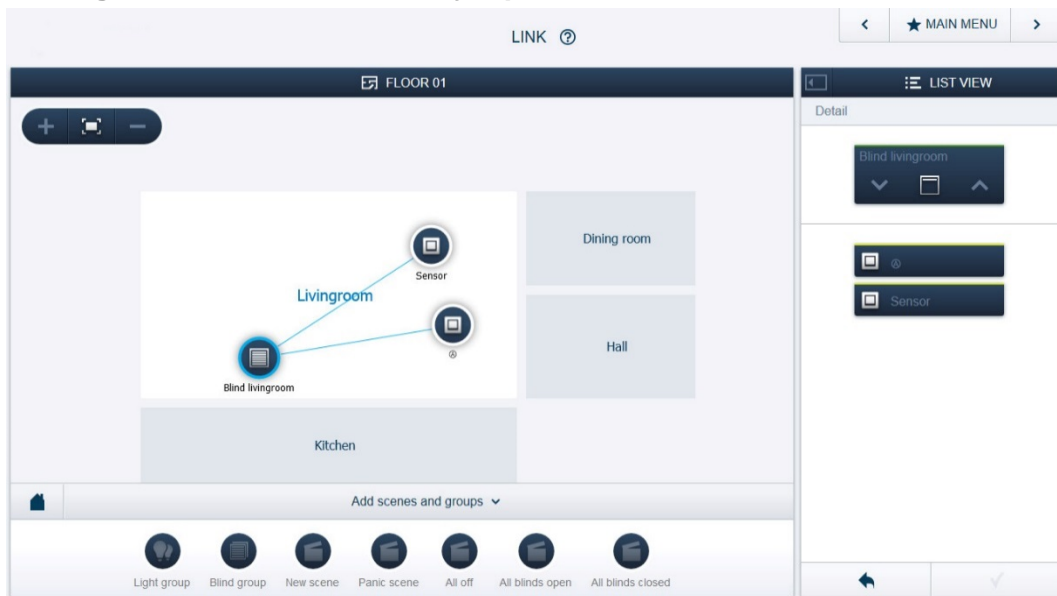 LINK ?
MAIN MENU
FLOOR 01
LIST VIEW
Detail
Blind livingroom
Dining room
Sensor
Livingroom
Sensor
Hall
Blind livingroom
Kitchen
Add scenes and groups
Light group
Blind group
New scene
Panic scene
All off
All blinds open
All blinds closed